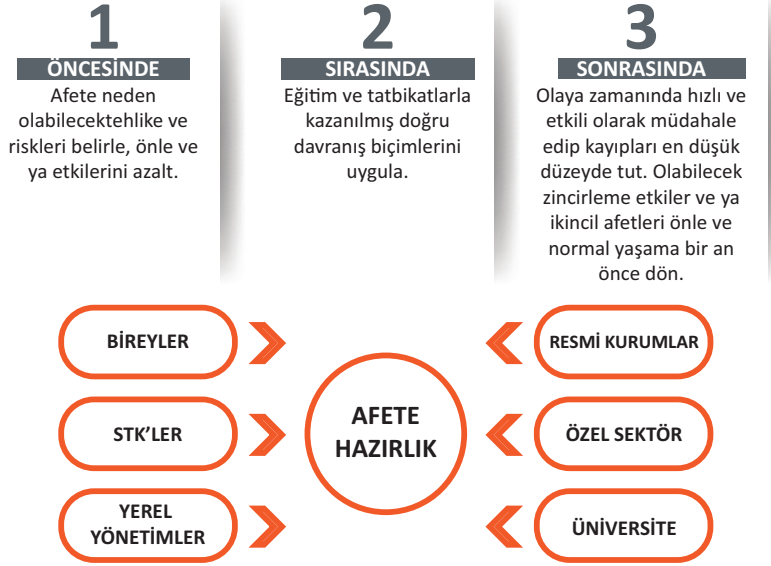 1
ÖNCESİNDE
Afete neden
olabilecektehlike ve
riskleri belirle, önle ve
ya etkilerini azalt.
2
SIRASINDA
Eğitim ve tatbikatlarla
kazanılmış doğru
davranış biçimlerini
uygula.
3
SONRASINDA
Olaya zamanında hızlı ve
etkili olarak müdahale
edip kayıpları en düşük
düzeyde tut. Olabilecek
zincirleme etkiler ve ya
ikincil afetleri önle ve
normal yaşama bir an
önce dön.
BİREYLER
STK'LER
YEREL
YÖNETİMLER
AFETE
HAZIRLIK
RESMİ KURUMLAR
ÖZEL SEKTÖR
ÜNİVERSİTE